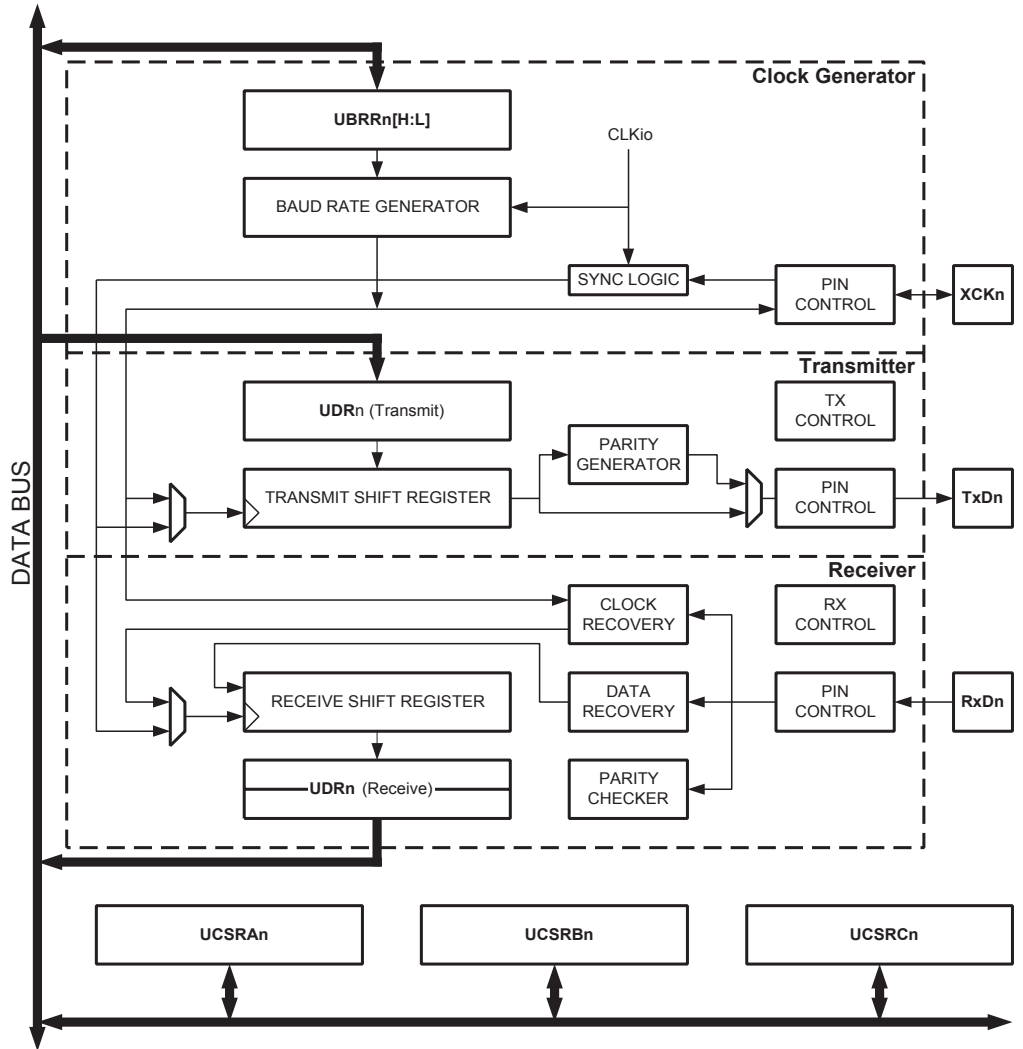 Clock Generator
UBRRn[H:L]
CLKio
BAUD RATE GENERATOR
SYNC LOGIC
PIN
CONTROL
XCKn
Transmitter
UDRn (Transmit)
TX
CONTROL
PARITY
GENERATOR
TRANSMIT SHIFT REGISTER
PIN
CONTROL
TxDn
DATA BUS
Receiver
CLOCK
RECOVERY
RX
CONTROL
RECEIVE SHIFT REGISTER
DATA
RECOVERY
PIN
CONTROL
RxDn
UDRn (Receive)
PARITY
CHECKER
UCSRAn
UCSRBn
UCSRCn